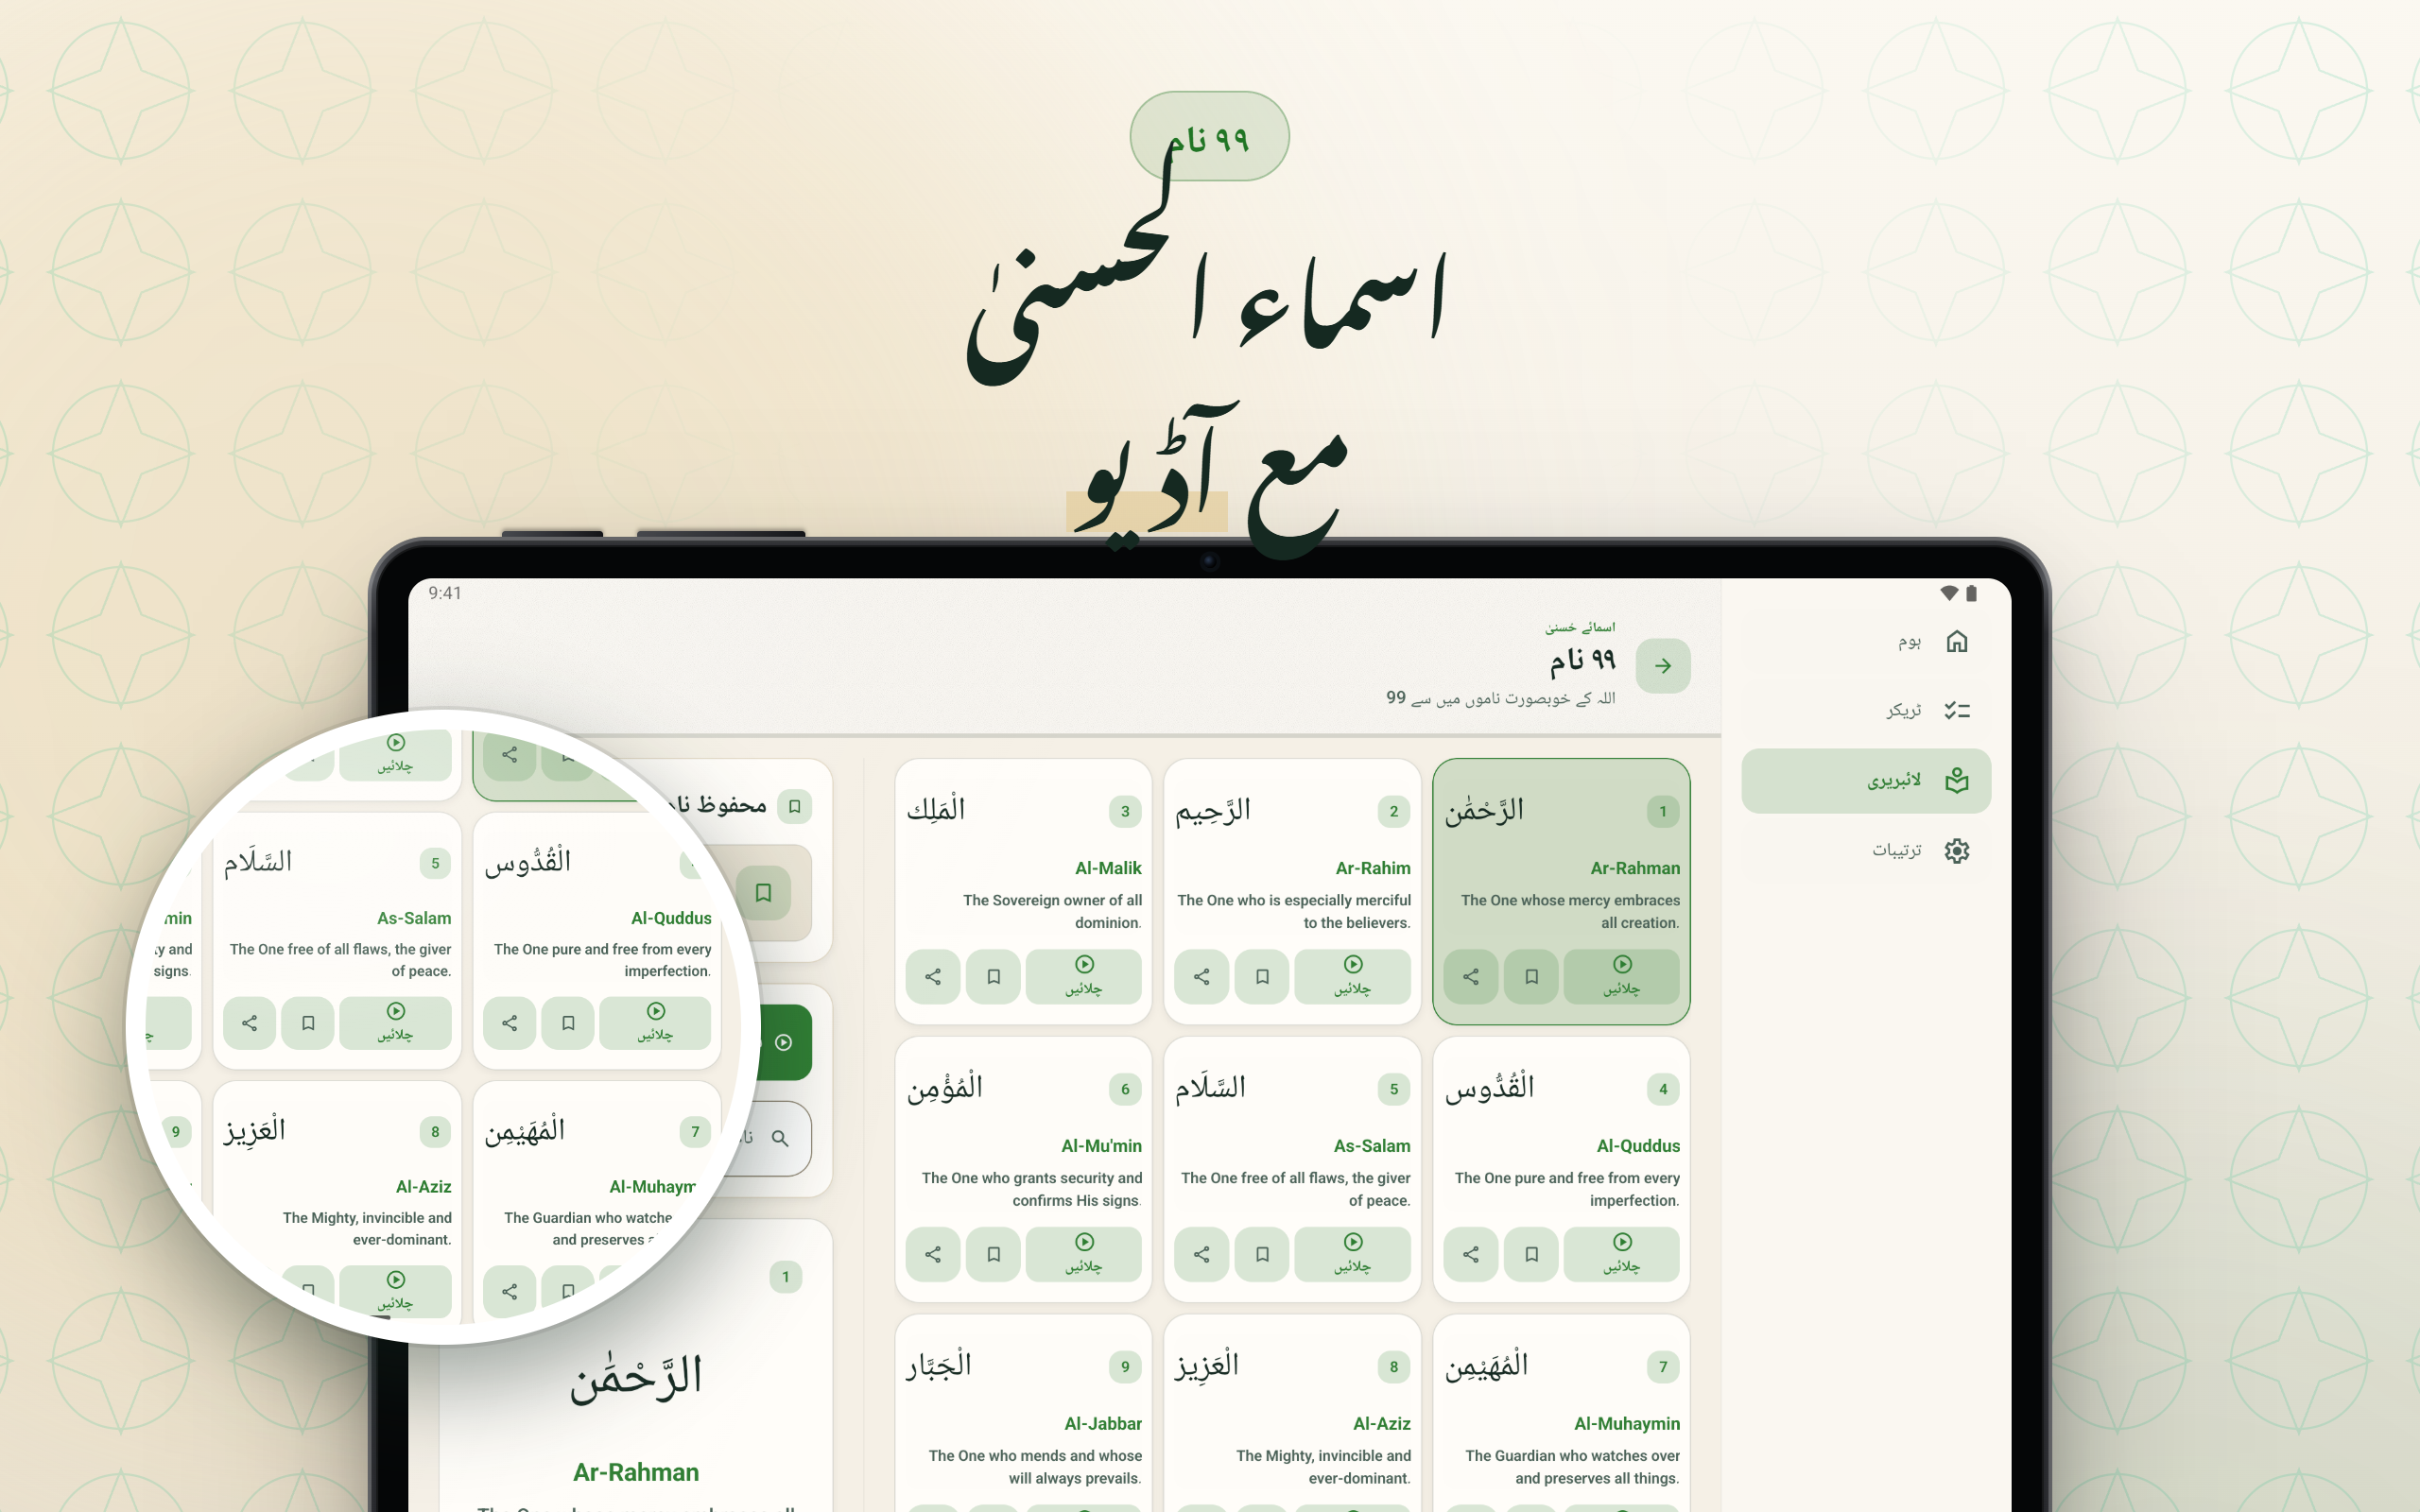 ۹۹ نام
اسماء الحسنیٰ
مع آڈیو
9:41
ہوم
ٹریکر
لائبریری
ترتیبات
اسمائے حُسنیٰ
۹۹ نام
اللہ کے خوبصورت ناموں میں سے 99
1
الرَّحْمَٰن
Ar-Rahman
The One whose mercy embraces
all creation.
چلائیں
2
الرَّحِيم
Ar-Rahim
The One who is especially merciful
to the believers.
چلائیں
3
الْمَلِك
Al-Malik
The Sovereign owner of all
dominion.
چلائیں
4
الْقُدُّوس
Al-Quddus
The One pure and free from every
imperfection.
چلائیں
5
السَّلَام
As-Salam
The One free of all flaws, the giver
of peace.
چلائیں
6
الْمُؤْمِن
Al-Mu'min
The One who grants security and
confirms His signs.
چلائیں
7
الْمُهَيْمِن
Al-Muhaymin
The Guardian who watches over
and preserves all things.
8
الْعَزِيز
Al-Aziz
The Mighty, invincible and
ever-dominant.
9
الْجَبَّار
Al-Jabbar
The One who mends and whose
will always prevails.
محفوظ
1
الرَّحْمَٰن
Ar-Rahman
چلائیں
الْقُدُّوس
Al-Quddus
The One pure and free from every
imperfection.
چلائیں
5
السَّلَام
As-Salam
The One free of all flaws, the giver
of peace.
چلائیں
min
ty and
signs.
7
الْمُهَيْمِن
Al-Muhaym
The Guardian who watche
and preserves
8
الْعَزِيز
Al-Aziz
The Mighty, invincible and
ever-dominant.
چلائیں
9